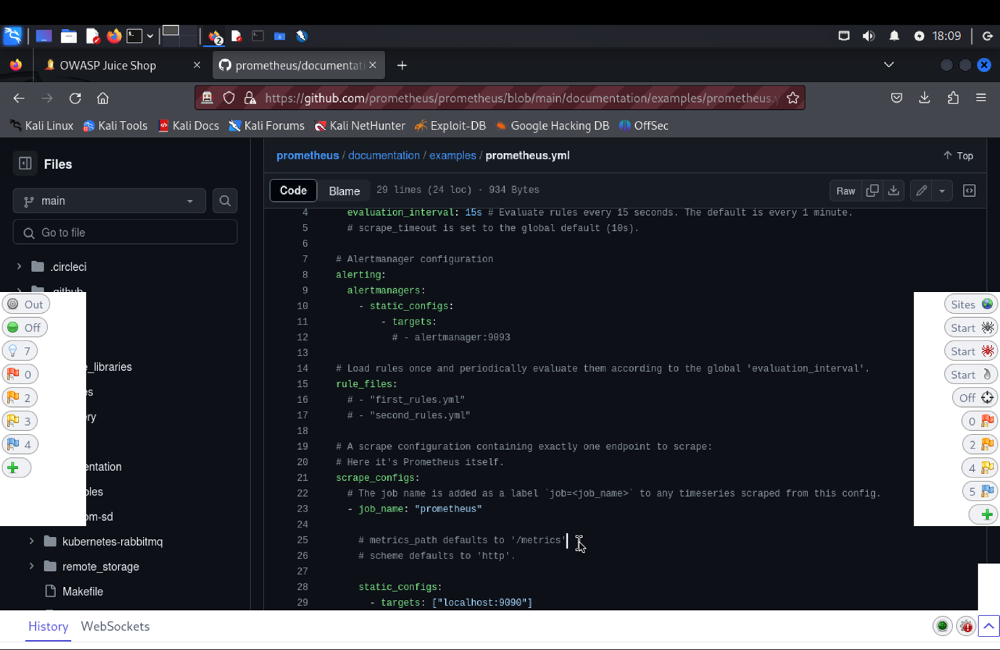 2
18:09
OWASP Juice Shop
prometheus/documentati
https://github.com/prometheus/prometheus/blob/main/documentation/examples/prometheus.y
Kali Linux
Kali Tools
Kali Docs
Kali Forums
Kali NetHunter
Exploit-DB
Google Hacking DB
OffSec
Files
prometheus / documentation / examples / prometheus.yml
Top
main
Code
Blame
29 lines (24 loc) · 934 Bytes
Raw
Go to file
.circleci
.github
_libraries
mentation
kubernetes-rabbitmq
remote_storage
Makefile
4 evaluation_interval: 15s # Evaluate rules every 15 seconds. The default is every 1 minute.
5 # scrape_timeout is set to the global default (10s).
6
7 # Alertmanager configuration
8 alerting:
9 alertmanagers:
10 - static_configs:
11 - targets:
12 # - alertmanager:9093
13
14 # Load rules once and periodically evaluate them according to the global 'evaluation_interval'.
15 rule_files:
16 # - "first_rules.yml"
17 # - "second_rules.yml"
18
19 # A scrape configuration containing exactly one endpoint to scrape:
20 # Here it's Prometheus itself.
21 scrape_configs:
22 # The job name is added as a label `job=<job_name>` to any timeseries scraped from this config.
23 - job_name: "prometheus"
24
25 # metrics_path defaults to '/metrics'
26 # scheme defaults to 'http'.
27
28 static_configs:
29 - targets: ["localhost:9090"]
Out
Off
7
0
2
3
4
Sites
Start
Start
Start
Off
0
2
4
5
History
WebSockets